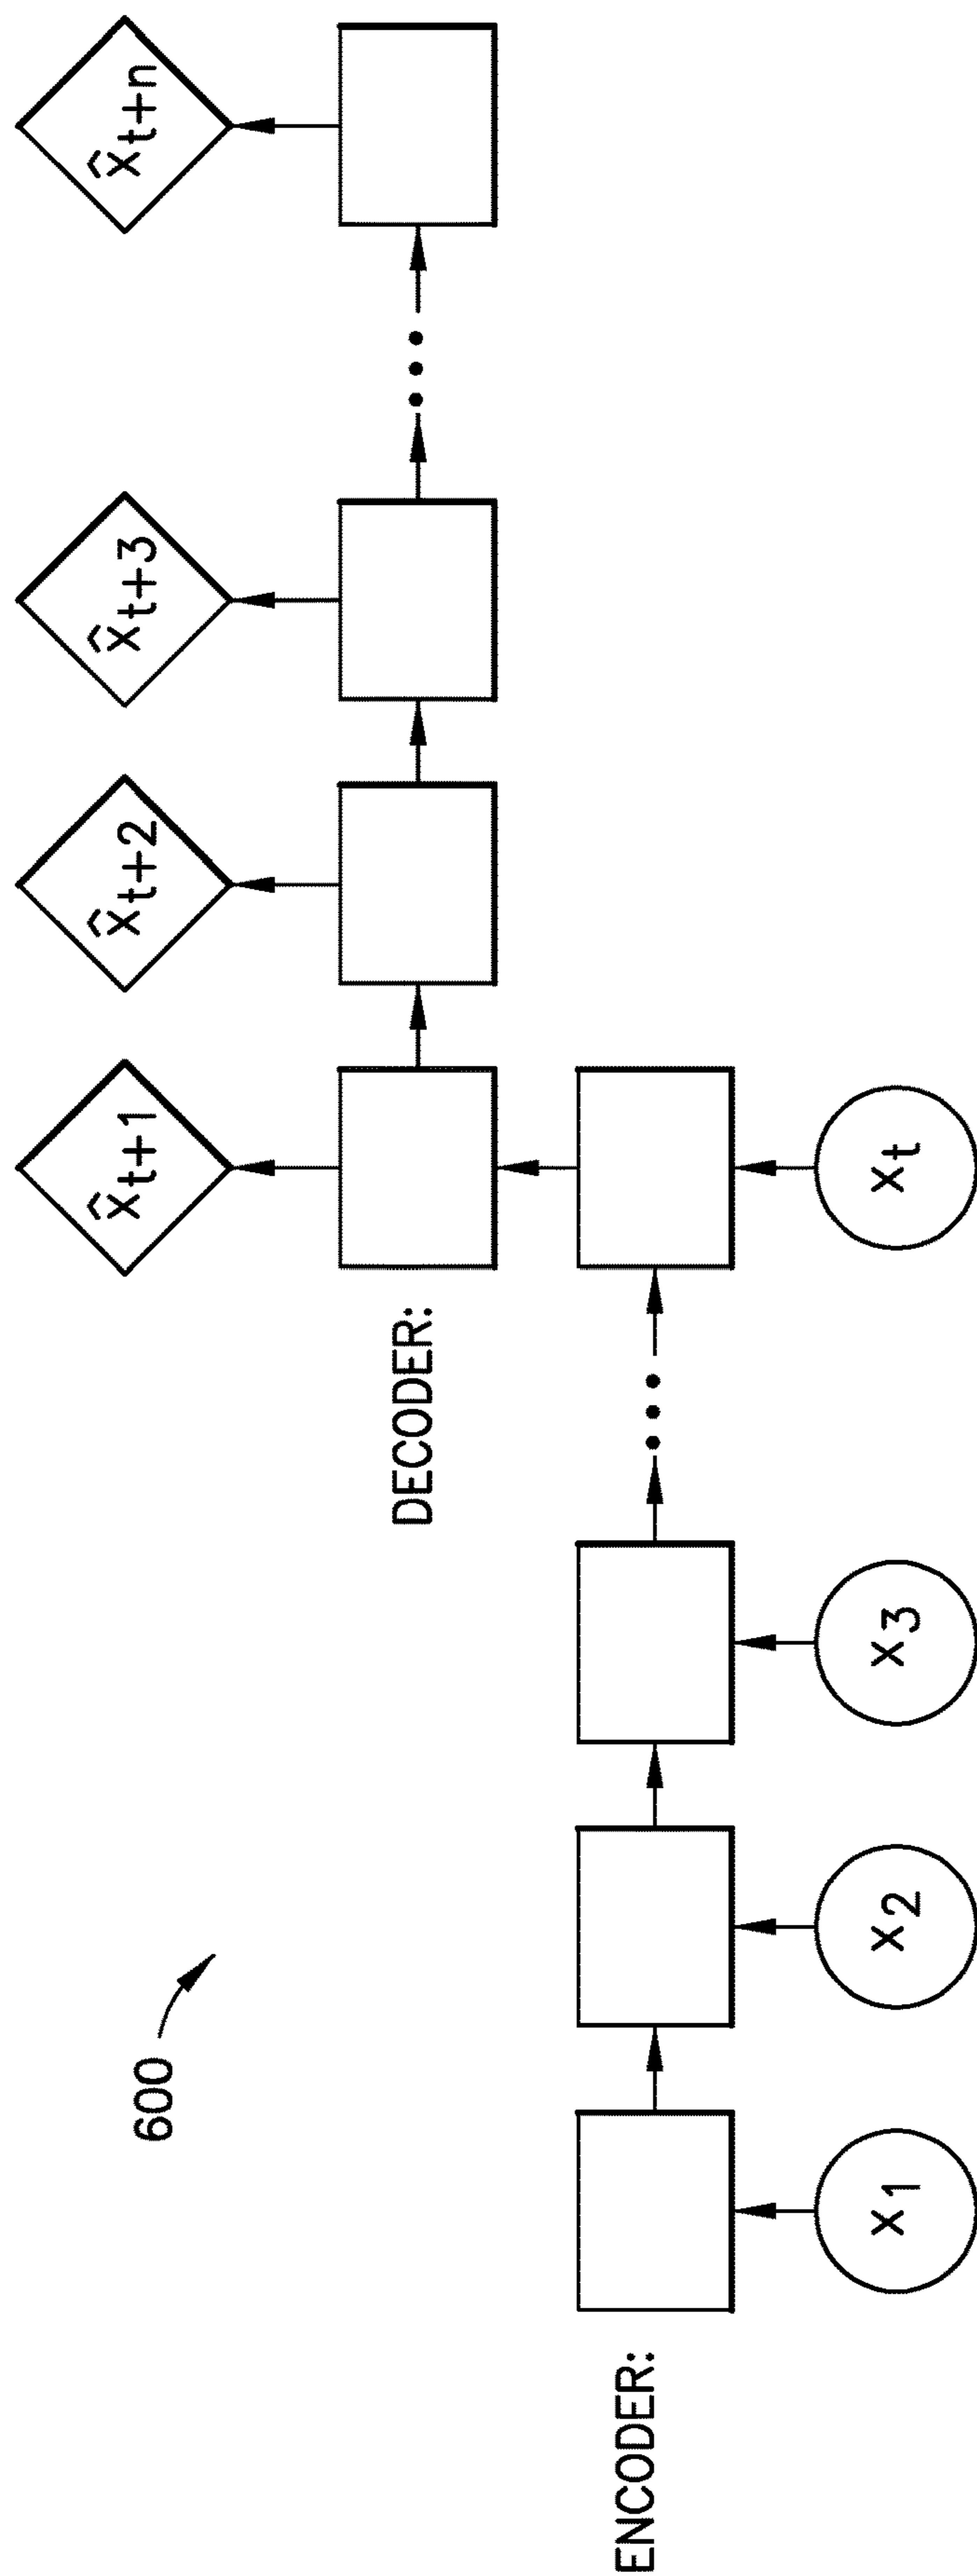 600
x̂t+1
x̂t+2
x̂t+3
x̂t+n
DECODER:
ENCODER:
x1
x2
x3
xt